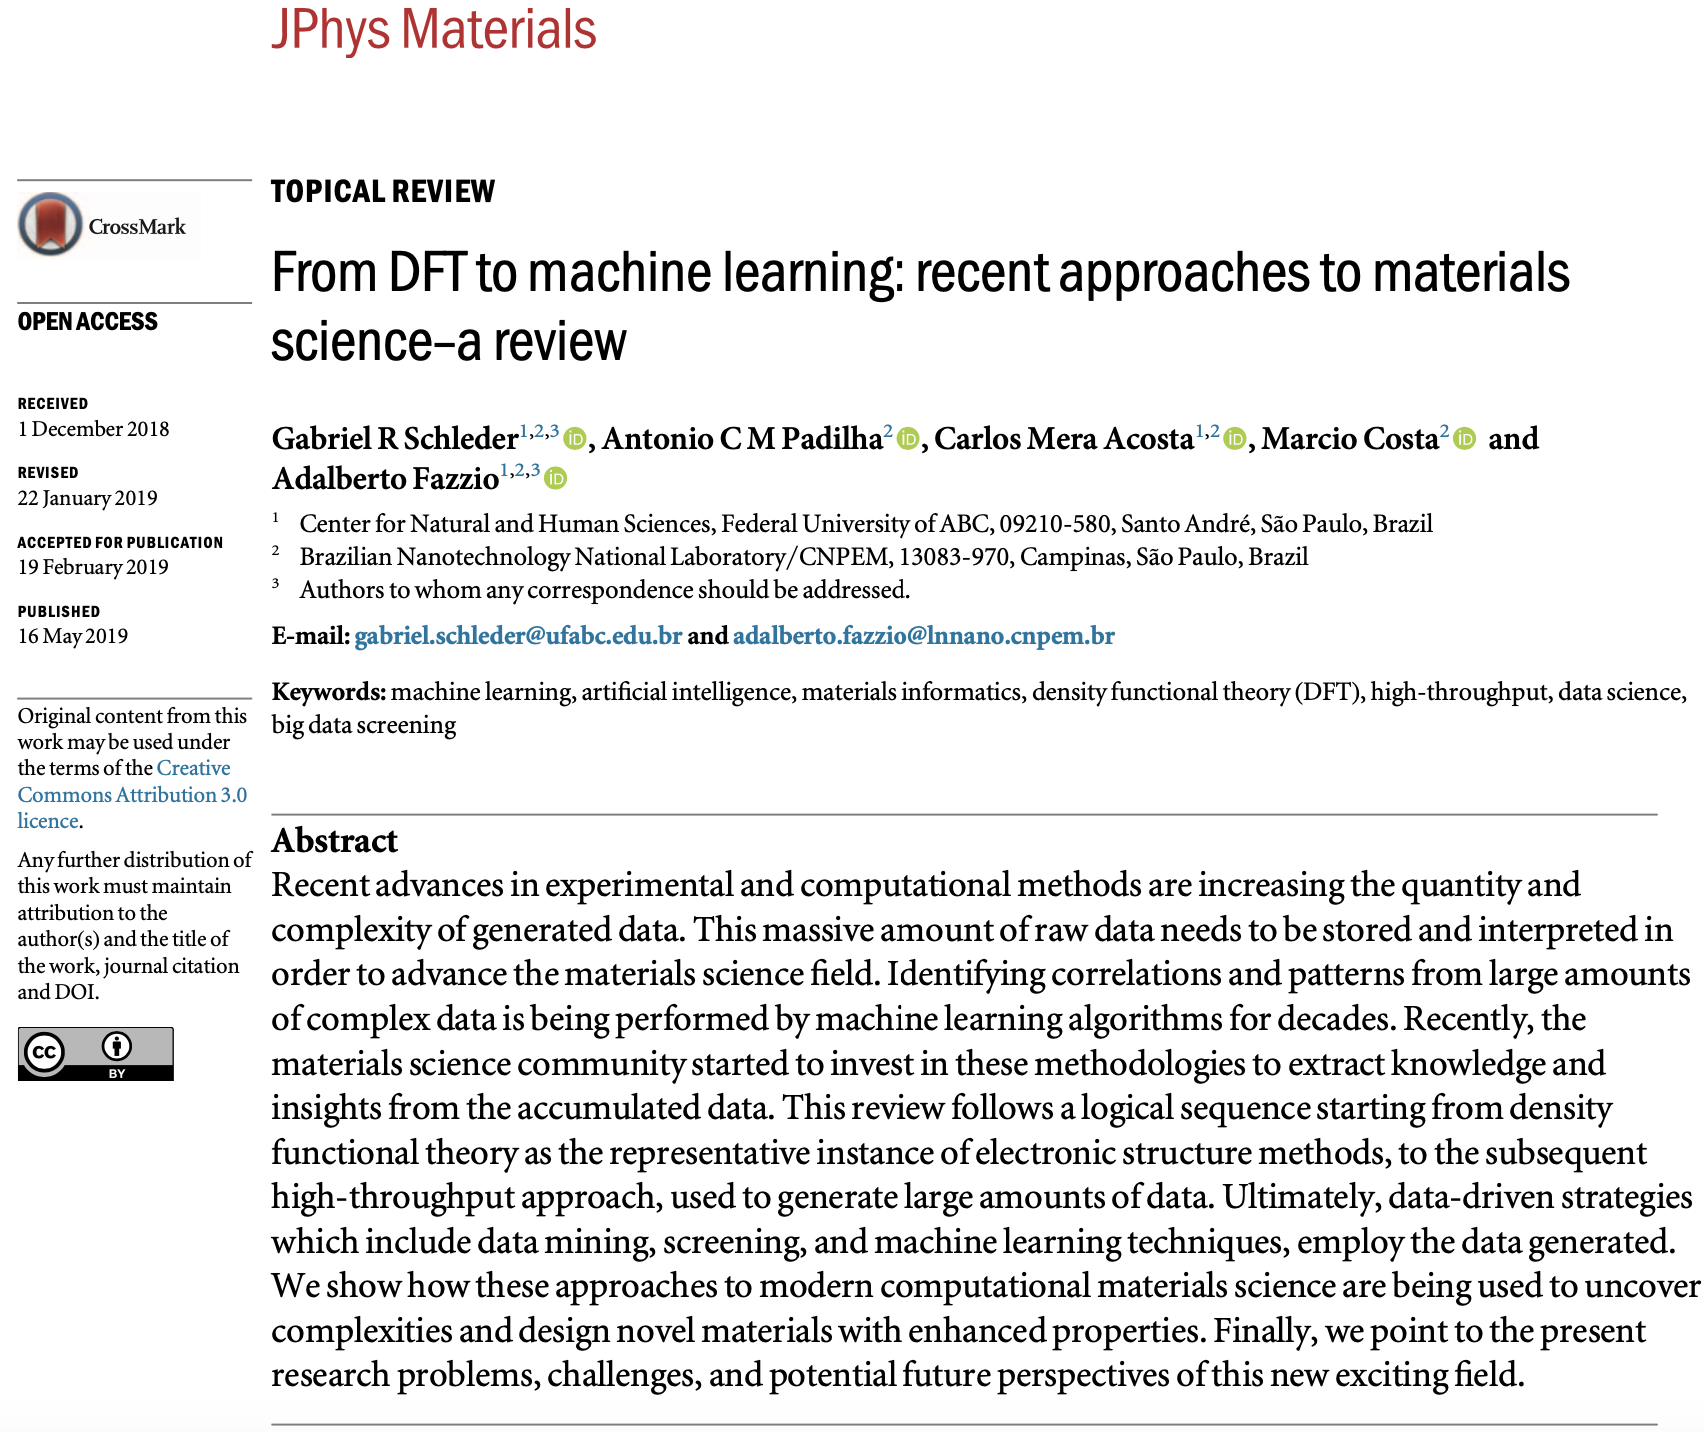 JPhys Materials
CrossMark
OPEN ACCESS
RECEIVED
1 December 2018
REVISED
22 January 2019
ACCEPTED FOR PUBLICATION
19 February 2019
PUBLISHED
16 May 2019
Original content from this
work may be used under
the terms of the Creative
Commons Attribution 3.0
licence.
Any further distribution of
this work must maintain
attribution to the
author(s) and the title of
the work, journal citation
and DOI.
cc
BY
TOPICAL REVIEW
From DFT to machine learning: recent approaches to materials
science–a review
Gabriel R Schleder1,2,3 iD, Antonio C M Padilha2 iD, Carlos Mera Acosta1,2 iD, Marcio Costa2 iD and
Adalberto Fazzio1,2,3 iD
1 Center for Natural and Human Sciences, Federal University of ABC, 09210-580, Santo André, São Paulo, Brazil
2 Brazilian Nanotechnology National Laboratory/CNPEM, 13083-970, Campinas, São Paulo, Brazil
3 Authors to whom any correspondence should be addressed.
E-mail: gabriel.schleder@ufabc.edu.br and adalberto.fazzio@lnnano.cnpem.br
Keywords: machine learning, artificial intelligence, materials informatics, density functional theory (DFT), high-throughput, data science,
big data screening
Abstract
Recent advances in experimental and computational methods are increasing the quantity and
complexity of generated data. This massive amount of raw data needs to be stored and interpreted in
order to advance the materials science field. Identifying correlations and patterns from large amounts
of complex data is being performed by machine learning algorithms for decades. Recently, the
materials science community started to invest in these methodologies to extract knowledge and
insights from the accumulated data. This review follows a logical sequence starting from density
functional theory as the representative instance of electronic structure methods, to the subsequent
high-throughput approach, used to generate large amounts of data. Ultimately, data-driven strategies
which include data mining, screening, and machine learning techniques, employ the data generated.
We show how these approaches to modern computational materials science are being used to uncover
complexities and design novel materials with enhanced properties. Finally, we point to the present
research problems, challenges, and potential future perspectives of this new exciting field.